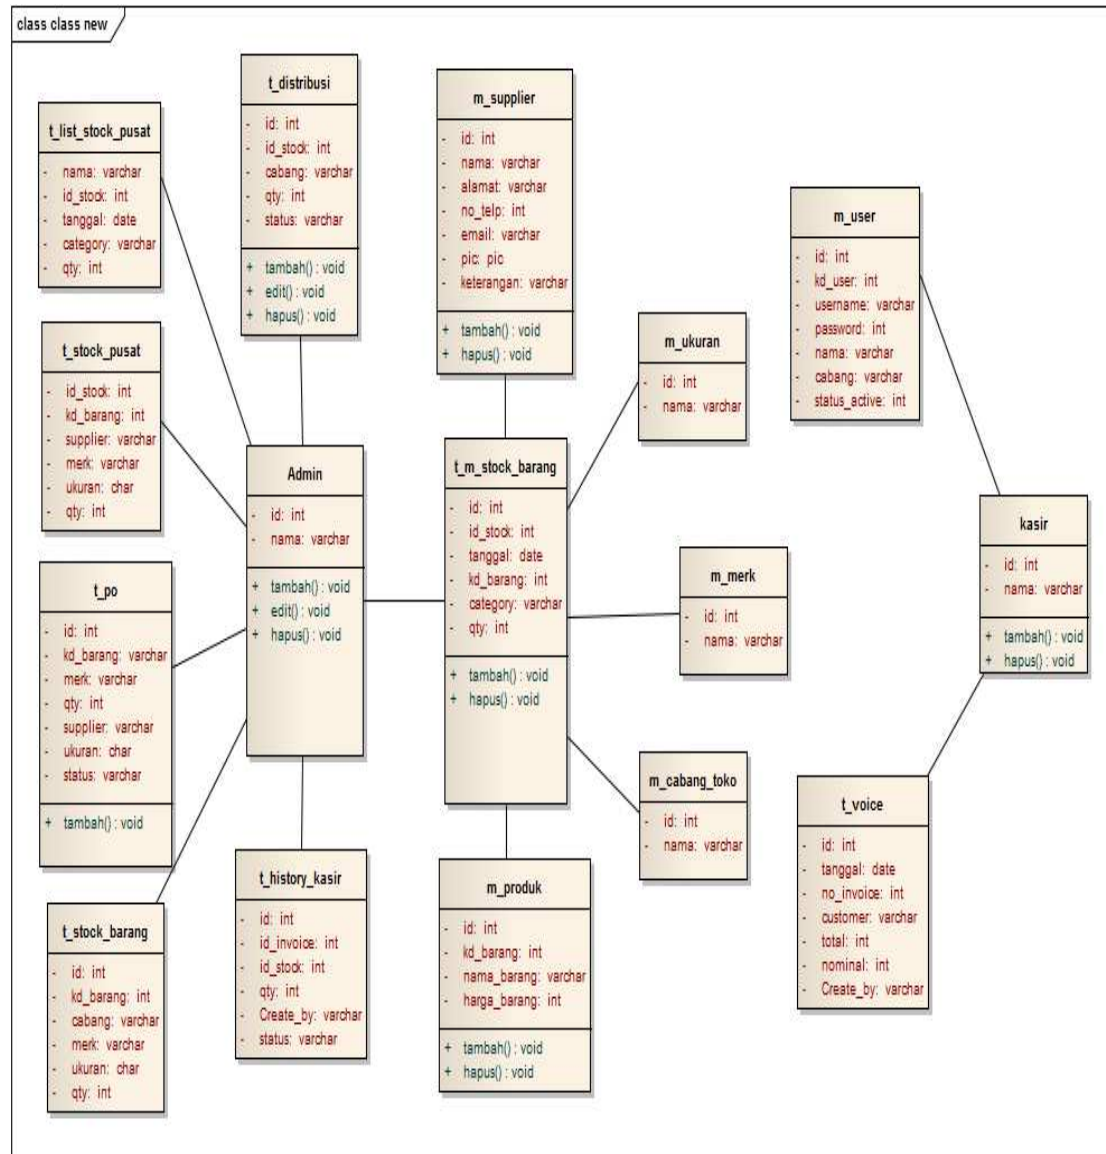 class class new
t_list_stock_pusat
- nama: varchar
- id_stock: int
- tanggal: date
- category: varchar
- qty: int
t_distribusi
- id: int
- id_stock: int
- cabang: varchar
- qty: int
- status: varchar
+ tambah() : void
+ edit() : void
+ hapus() : void
m_supplier
- id: int
- nama: varchar
- alamat: varchar
- no_telp: int
- email: varchar
- pic: pic
- keterangan: varchar
+ tambah() : void
+ hapus() : void
m_user
- id: int
- kd_user: int
- username: varchar
- password: int
- nama: varchar
- cabang: varchar
- status_active: int
t_stock_pusat
- id_stock: int
- kd_barang: int
- supplier: varchar
- merk: varchar
- ukuran: char
- qty: int
m_ukuran
- id: int
- nama: varchar
Admin
- id: int
- nama: varchar
+ tambah() : void
+ edit() : void
+ hapus() : void
t_m_stock_barang
- id: int
- id_stock: int
- tanggal: date
- kd_barang: int
- category: varchar
- qty: int
+ tambah() : void
+ hapus() : void
kasir
- id: int
- nama: varchar
+ tambah() : void
+ hapus() : void
m_merk
- id: int
- nama: varchar
t_po
- id: int
- kd_barang: varchar
- merk: varchar
- qty: int
- supplier: varchar
- ukuran: char
- status: varchar
+ tambah() : void
m_cabang_toko
- id: int
- nama: varchar
t_voice
- id: int
- tanggal: date
- no_invoice: int
- customer: varchar
- total: int
- nominal: int
- Create_by: varchar
t_history_kasir
- id: int
- id_invoice: int
- id_stock: int
- qty: int
- Create_by: varchar
- status: varchar
m_produk
- id: int
- kd_barang: int
- nama_barang: varchar
- harga_barang: int
+ tambah() : void
+ hapus() : void
t_stock_barang
- id: int
- kd_barang: int
- cabang: varchar
- merk: varchar
- ukuran: char
- qty: int